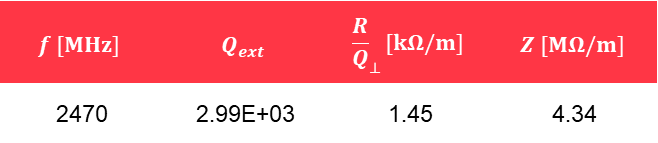 f [MHz] Q_ext R/Q_⊥ [kΩ/m] Z [MΩ/m]
2470 2.99E+03 1.45 4.34